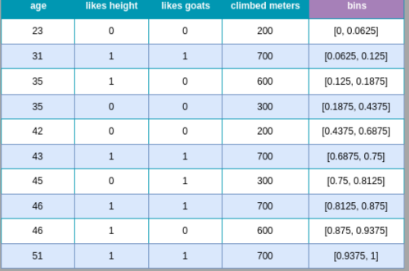 age likes height likes goats climbed meters bins
23 0 0 200 [0, 0.0625]
31 1 1 700 [0.0625, 0.125]
35 1 0 600 [0.125, 0.1875]
35 0 0 300 [0.1875, 0.4375]
42 0 0 200 [0.4375, 0.6875]
43 1 1 700 [0.6875, 0.75]
45 0 1 300 [0.75, 0.8125]
46 1 1 700 [0.8125, 0.875]
46 1 0 600 [0.875, 0.9375]
51 1 1 700 [0.9375, 1]